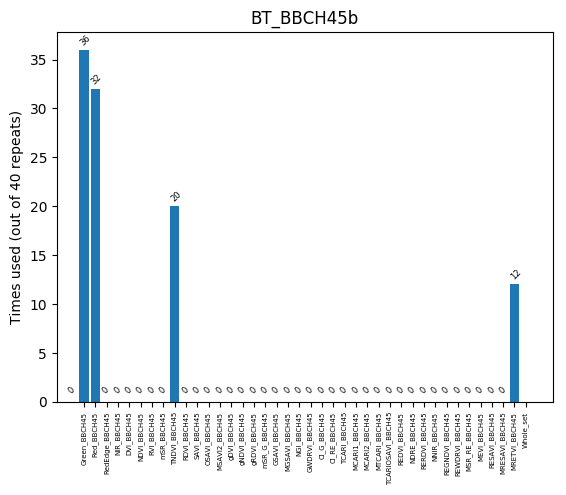 BT_BBCH45b
Times used (out of 40 repeats)
35
30
25
20
15
10
5
0
0 36 32 0 0 0 0 0 0 20 0 0 0 0 0 0 0 0 0 0 0 0 0 0 0 0 0 0 0 0 0 0 0 0 0 0 0 0 0 12
Green_BBCH45
Red_BBCH45
RedEdge_BBCH45
NIR_BBCH45
DVI_BBCH45
NDVI_BBCH45
RVI_BBCH45
mSR_BBCH45
TNDVI_BBCH45
RDVI_BBCH45
SAVI_BBCH45
OSAVI_BBCH45
MSAVI2_BBCH45
gDVI_BBCH45
gNDVI_BBCH45
gRDVI_BBCH45
mSR_G_BBCH45
GSAVI_BBCH45
MGSAVI_BBCH45
NGI_BBCH45
GWDRVI_BBCH45
CI_G_BBCH45
CI_RE_BBCH45
TCARI_BBCH45
MCARI1_BBCH45
MCARI2_BBCH45
MTCARI_BBCH45
TCARIOSAVI_BBCH45
REDVI_BBCH45
NDRE_BBCH45
RERDVI_BBCH45
NNIR_BBCH45
REGNDVI_BBCH45
REWDRVI_BBCH45
MSR_RE_BBCH45
MEVI_BBCH45
RESAVI_BBCH45
MRESAVI_BBCH45
MRETVI_BBCH45
Whole_set